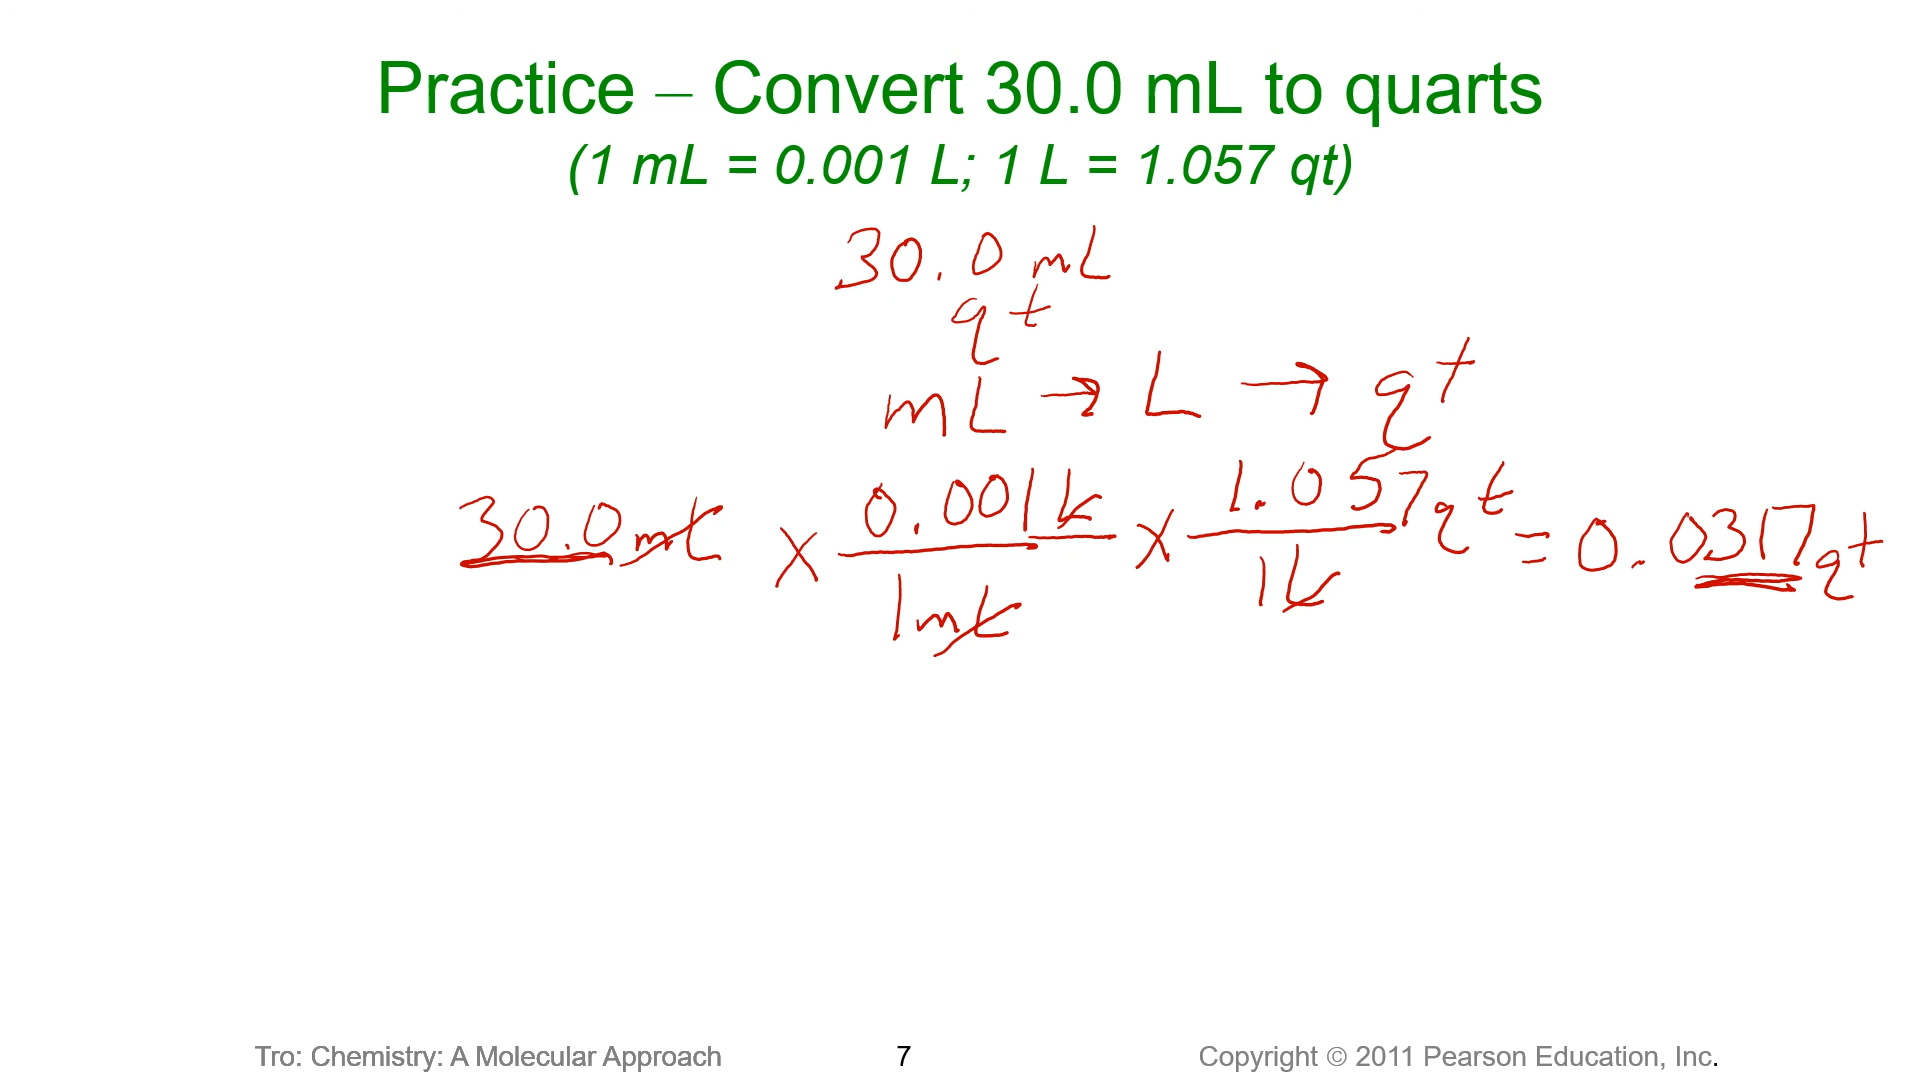 Practice – Convert 30.0 mL to quarts
(1 mL = 0.001 L; 1 L = 1.057 qt)
30.0 mL
qt
mL → L → qt
30.0 mL × 0.001 L / 1 mL × 1.057 qt / 1 L = 0.0317 qt
Tro: Chemistry: A Molecular Approach 7 Copyright © 2011 Pearson Education, Inc.